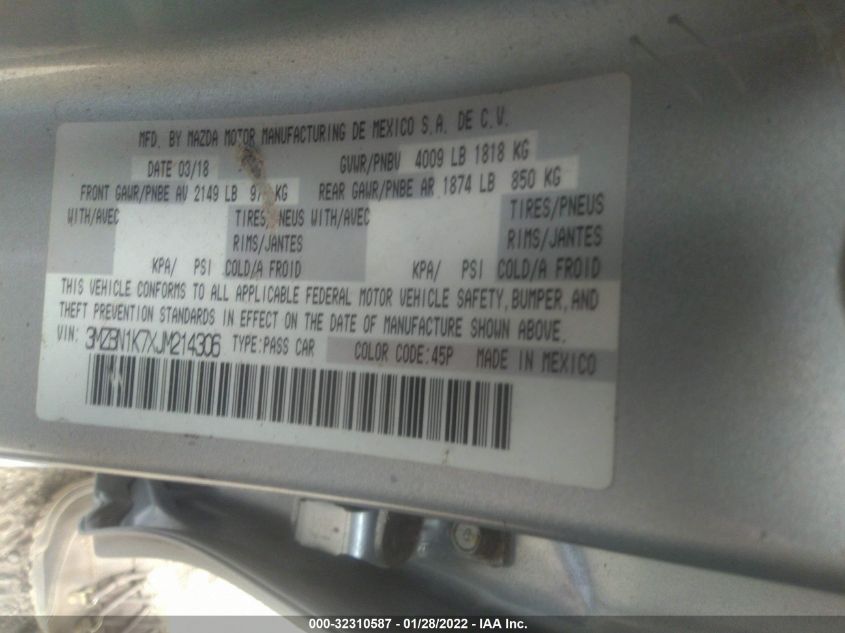 MFD. BY MAZDA MOTOR MANUFACTURING DE MEXICO S.A. DE C.V.
DATE 03/18 GVWR/PNBV 4009 LB 1818 KG
FRONT GAWR/PNBE AV 2149 LB KG REAR GAWR/PNBE AR 1874 LB 850 KG
WITH/AVEC TIRES/PNEUS WITH/AVEC TIRES/PNEUS
RIMS/JANTES RIMS/JANTES
KPA/ PSI COLD/A FROID KPA/ PSI COLD/A FROID
THIS VEHICLE CONFORMS TO ALL APPLICABLE FEDERAL MOTOR VEHICLE SAFETY, BUMPER, AND
THEFT PREVENTION STANDARDS IN EFFECT ON THE DATE OF MANUFACTURE SHOWN ABOVE.
VIN: 3MZBN1K7XJM214306 TYPE:PASS CAR COLOR CODE:45P MADE IN MEXICO
000-32310587 - 01/28/2022 - IAA Inc.